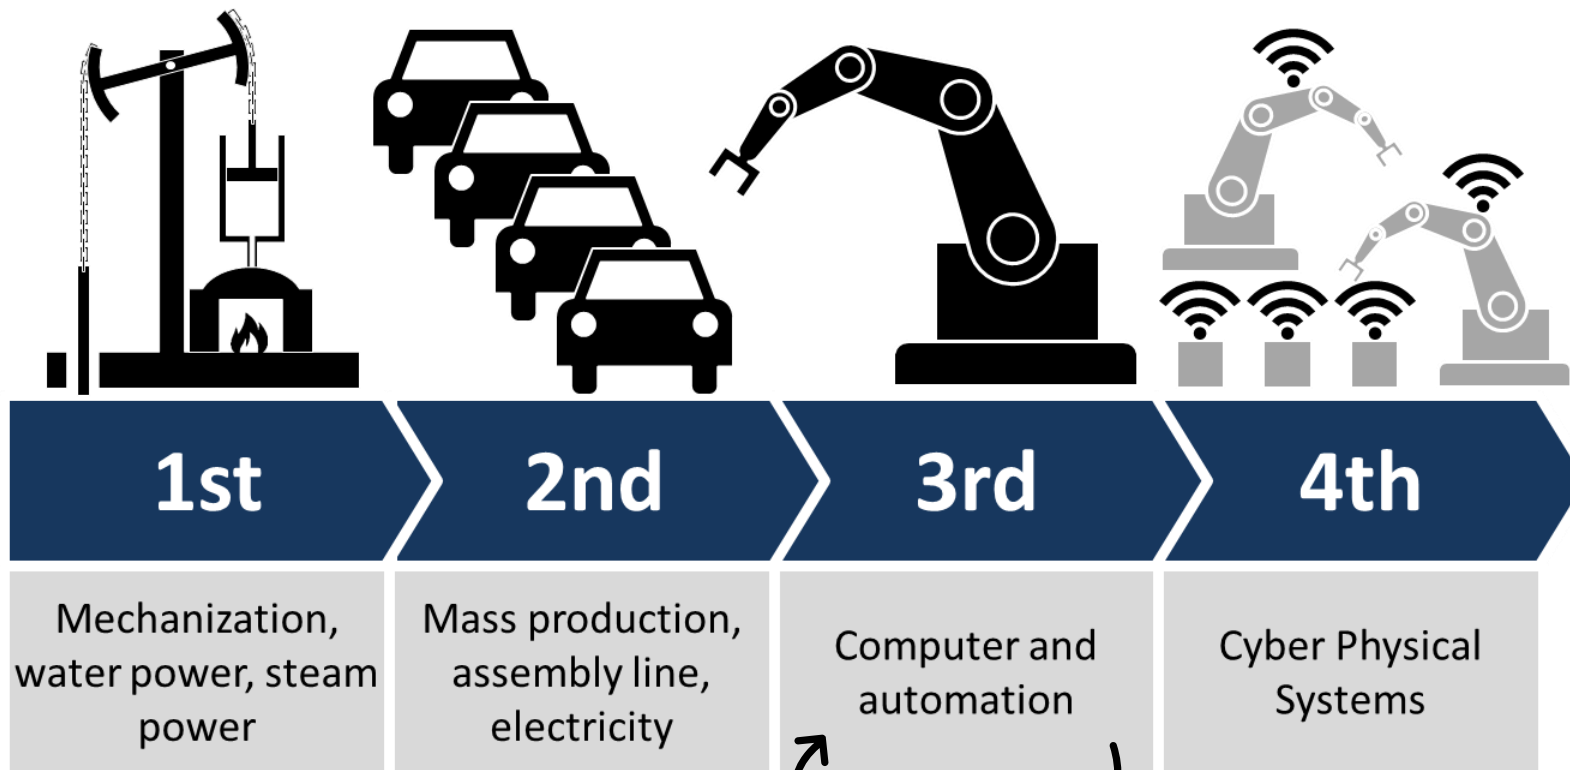 1st
2nd
3rd
4th
Mechanization,
water power, steam
power
Mass production,
assembly line,
electricity
Computer and
automation
Cyber Physical
Systems